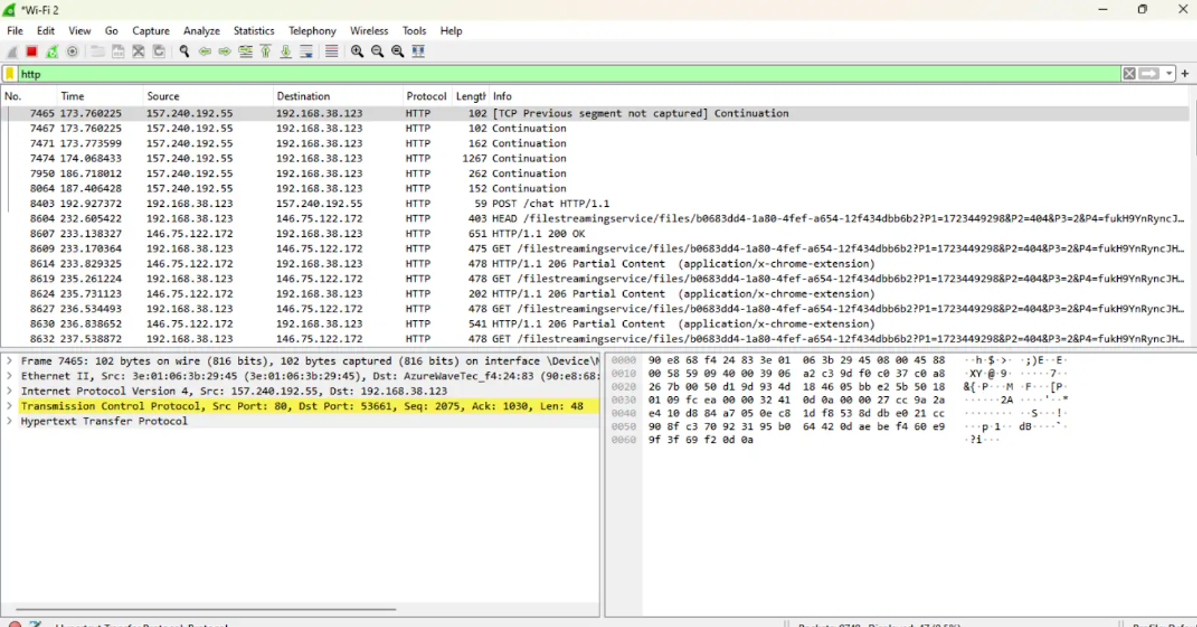 *Wi-Fi 2
File Edit View Go Capture Analyze Statistics Telephony Wireless Tools Help
http
No. Time Source Destination Protocol Length Info
7465 173.760225 157.240.192.55 192.168.38.123 HTTP 102 [TCP Previous segment not captured] Continuation
7467 173.760225 157.240.192.55 192.168.38.123 HTTP 102 Continuation
7471 173.773599 157.240.192.55 192.168.38.123 HTTP 162 Continuation
7474 174.068433 157.240.192.55 192.168.38.123 HTTP 1267 Continuation
7950 186.718012 157.240.192.55 192.168.38.123 HTTP 262 Continuation
8064 187.406428 157.240.192.55 192.168.38.123 HTTP 152 Continuation
8403 192.927372 192.168.38.123 157.240.192.55 HTTP 59 POST /chat HTTP/1.1
8604 232.605422 192.168.38.123 146.75.122.172 HTTP 403 HEAD /filestreamingservice/files/b0683dd4-1a80-4fef-a654-12f434dbb6b2?P1=1723449298&P2=404&P3=2&P4=fukH9YnRyncJ…
8607 233.138327 146.75.122.172 192.168.38.123 HTTP 651 HTTP/1.1 200 OK
8609 233.170364 192.168.38.123 146.75.122.172 HTTP 475 GET /filestreamingservice/files/b0683dd4-1a80-4fef-a654-12f434dbb6b2?P1=1723449298&P2=404&P3=2&P4=fukH9YnRyncJH…
8614 233.829325 146.75.122.172 192.168.38.123 HTTP 478 HTTP/1.1 206 Partial Content (application/x-chrome-extension)
8619 235.261224 192.168.38.123 146.75.122.172 HTTP 478 GET /filestreamingservice/files/b0683dd4-1a80-4fef-a654-12f434dbb6b2?P1=1723449298&P2=404&P3=2&P4=fukH9YnRyncJH…
8624 235.731123 146.75.122.172 192.168.38.123 HTTP 202 HTTP/1.1 206 Partial Content (application/x-chrome-extension)
8627 236.534493 192.168.38.123 146.75.122.172 HTTP 478 GET /filestreamingservice/files/b0683dd4-1a80-4fef-a654-12f434dbb6b2?P1=1723449298&P2=404&P3=2&P4=fukH9YnRyncJH…
8630 236.838652 146.75.122.172 192.168.38.123 HTTP 541 HTTP/1.1 206 Partial Content (application/x-chrome-extension)
8632 237.538872 192.168.38.123 146.75.122.172 HTTP 478 GET /filestreamingservice/files/b0683dd4-1a80-4fef-a654-12f434dbb6b2?P1=1723449298&P2=404&P3=2&P4=fukH9YnRyncJH…
Frame 7465: 102 bytes on wire (816 bits), 102 bytes captured (816 bits) on interface \Device\N
Ethernet II, Src: 3e:01:06:3b:29:45 (3e:01:06:3b:29:45), Dst: AzureWaveTec_f4:24:83 (90:e8:68:
Internet Protocol Version 4, Src: 157.240.192.55, Dst: 192.168.38.123
Transmission Control Protocol, Src Port: 80, Dst Port: 53661, Seq: 2075, Ack: 1030, Len: 48
Hypertext Transfer Protocol
0000 90 e8 68 f4 24 83 3e 01 06 3b 29 45 08 00 45 88 ··h·$·>· ·;)E··E·
0010 00 58 59 09 40 00 39 06 a2 c3 9d f0 c0 37 c0 a8 ·XY·@·9· ·····7··
0020 26 7b 00 50 d1 9d 93 4d 18 46 05 bb e2 5b 50 18 &{·P···M ·F···[P·
0030 01 09 fc ea 00 00 32 41 0d 0a 00 00 27 cc 9a 2a ······2A ····'··*
0040 e4 10 d8 84 a7 05 0e c8 1d f8 53 8d db e0 21 cc ········ ··S···!·
0050 90 8f c3 70 92 31 95 b0 64 42 0d ae be f4 60 e9 ···p·1·· dB····`·
0060 9f 3f 69 f2 0d 0a ·?i···